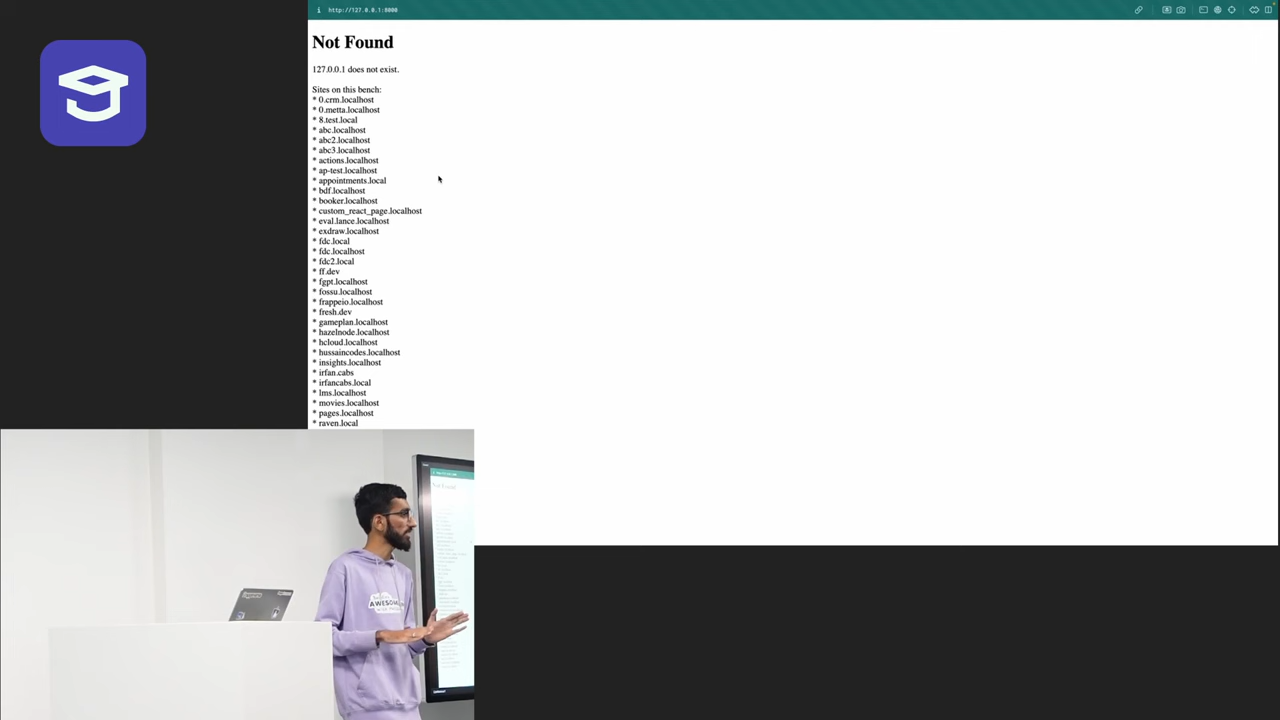 http://127.0.0.1:8000
Not Found
127.0.0.1 does not exist.
Sites on this bench:
* 0.crm.localhost
* 0.metta.localhost
* 8.test.local
* abc.localhost
* abc2.localhost
* abc3.localhost
* actions.localhost
* ap-test.localhost
* appointments.local
* bdf.localhost
* booker.localhost
* custom_react_page.localhost
* eval.lance.localhost
* exdraw.localhost
* fdc.local
* fdc.localhost
* fdc2.local
* ff.dev
* fgpt.localhost
* fossu.localhost
* frappeio.localhost
* fresh.dev
* gameplan.localhost
* hazelnode.localhost
* hcloud.localhost
* hussaincodes.localhost
* insights.localhost
* irfan.cabs
* irfancabs.local
* lms.localhost
* movies.localhost
* pages.localhost
* raven.local
Not Found
AWESOME